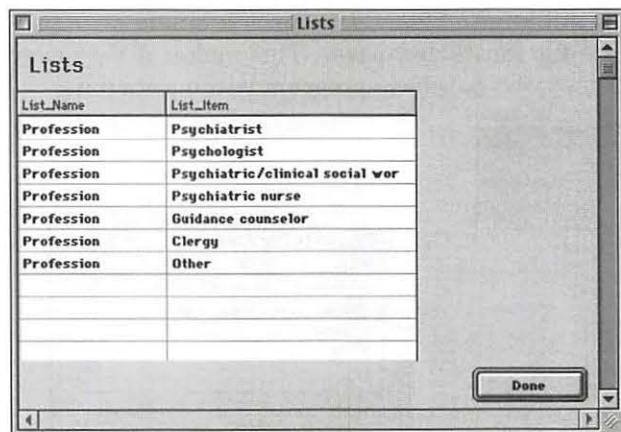 Lists
Lists
List_Name List_Item
Profession Psychiatrist
Profession Psychologist
Profession Psychiatric/clinical social wor
Profession Psychiatric nurse
Profession Guidance counselor
Profession Clergy
Profession Other
Done